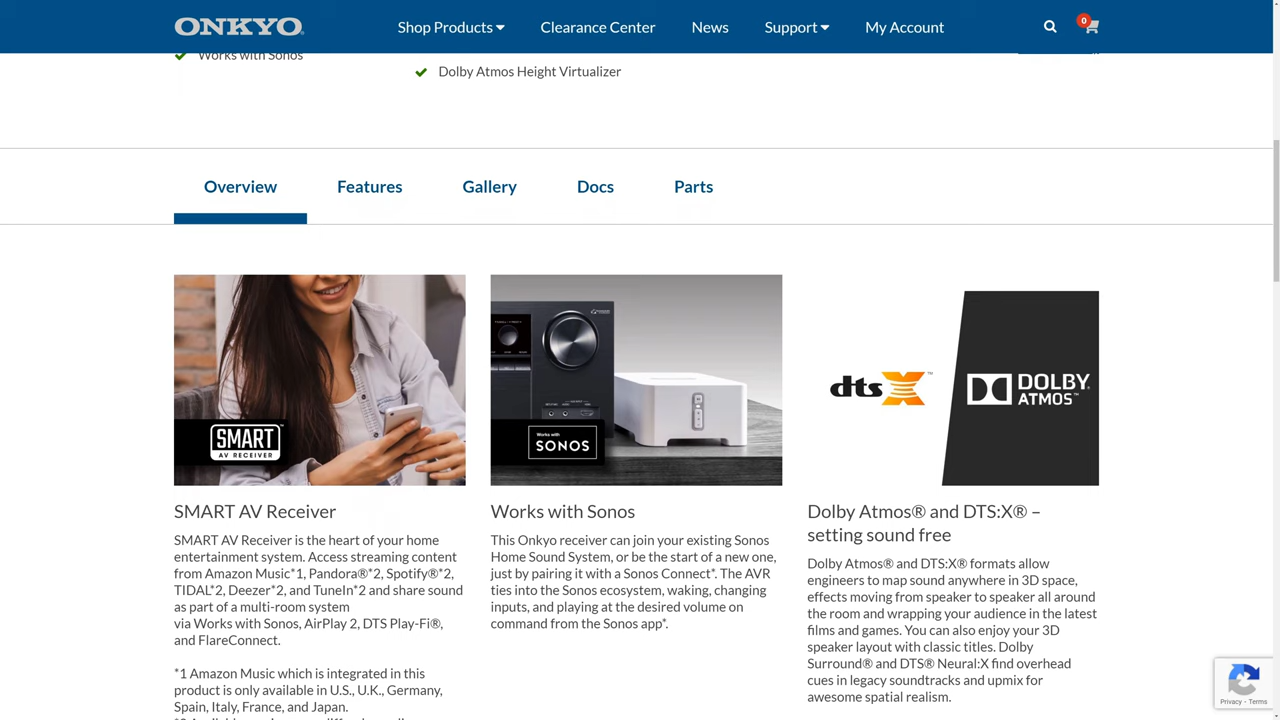 ONKYO
Shop Products
Clearance Center
News
Support
My Account
0
Works with Sonos
Dolby Atmos Height Virtualizer
Overview
Features
Gallery
Docs
Parts
SMART
AV RECEIVER
Works with
SONOS
dts X™
DOLBY
ATMOS™
SMART AV Receiver
SMART AV Receiver is the heart of your home
entertainment system. Access streaming content
from Amazon Music*1, Pandora®*2, Spotify®*2,
TIDAL*2, Deezer*2, and TuneIn*2 and share sound
as part of a multi-room system
via Works with Sonos, AirPlay 2, DTS Play-Fi®,
and FlareConnect.
*1 Amazon Music which is integrated in this
product is only available in U.S., U.K., Germany,
Spain, Italy, France, and Japan.
Works with Sonos
This Onkyo receiver can join your existing Sonos
Home Sound System, or be the start of a new one,
just by pairing it with a Sonos Connect*. The AVR
ties into the Sonos ecosystem, waking, changing
inputs, and playing at the desired volume on
command from the Sonos app*.
Dolby Atmos® and DTS:X® –
setting sound free
Dolby Atmos® and DTS:X® formats allow
engineers to map sound anywhere in 3D space,
effects moving from speaker to speaker all around
the room and wrapping your audience in the latest
films and games. You can also enjoy your 3D
speaker layout with classic titles. Dolby
Surround® and DTS® Neural:X find overhead
cues in legacy soundtracks and upmix for
awesome spatial realism.
Privacy - Terms